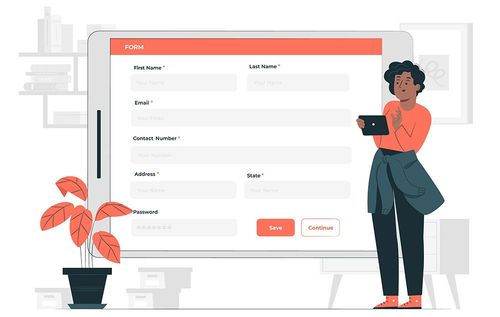 FORM
First Name *
Last Name *
Your Name
Your Name
Email *
Your Email
Contact Number *
Your Number
Address *
State *
Your Name
Your Name
Password
*******
Save
Continue